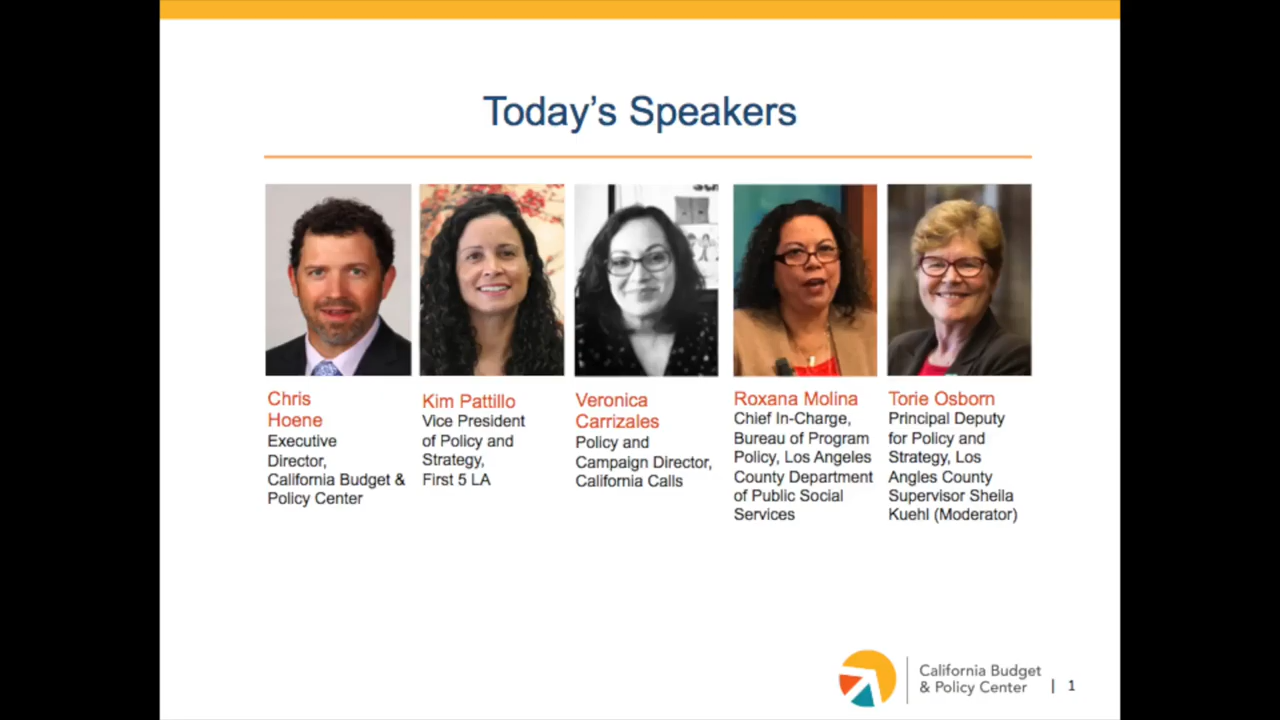 Today's Speakers
Chris
Hoene
Executive
Director,
California Budget &
Policy Center
Kim Pattillo
Vice President
of Policy and
Strategy,
First 5 LA
Veronica
Carrizales
Policy and
Campaign Director,
California Calls
Roxana Molina
Chief In-Charge,
Bureau of Program
Policy, Los Angeles
County Department
of Public Social
Services
Torie Osborn
Principal Deputy
for Policy and
Strategy, Los
Angles County
Supervisor Sheila
Kuehl (Moderator)
California Budget
& Policy Center | 1